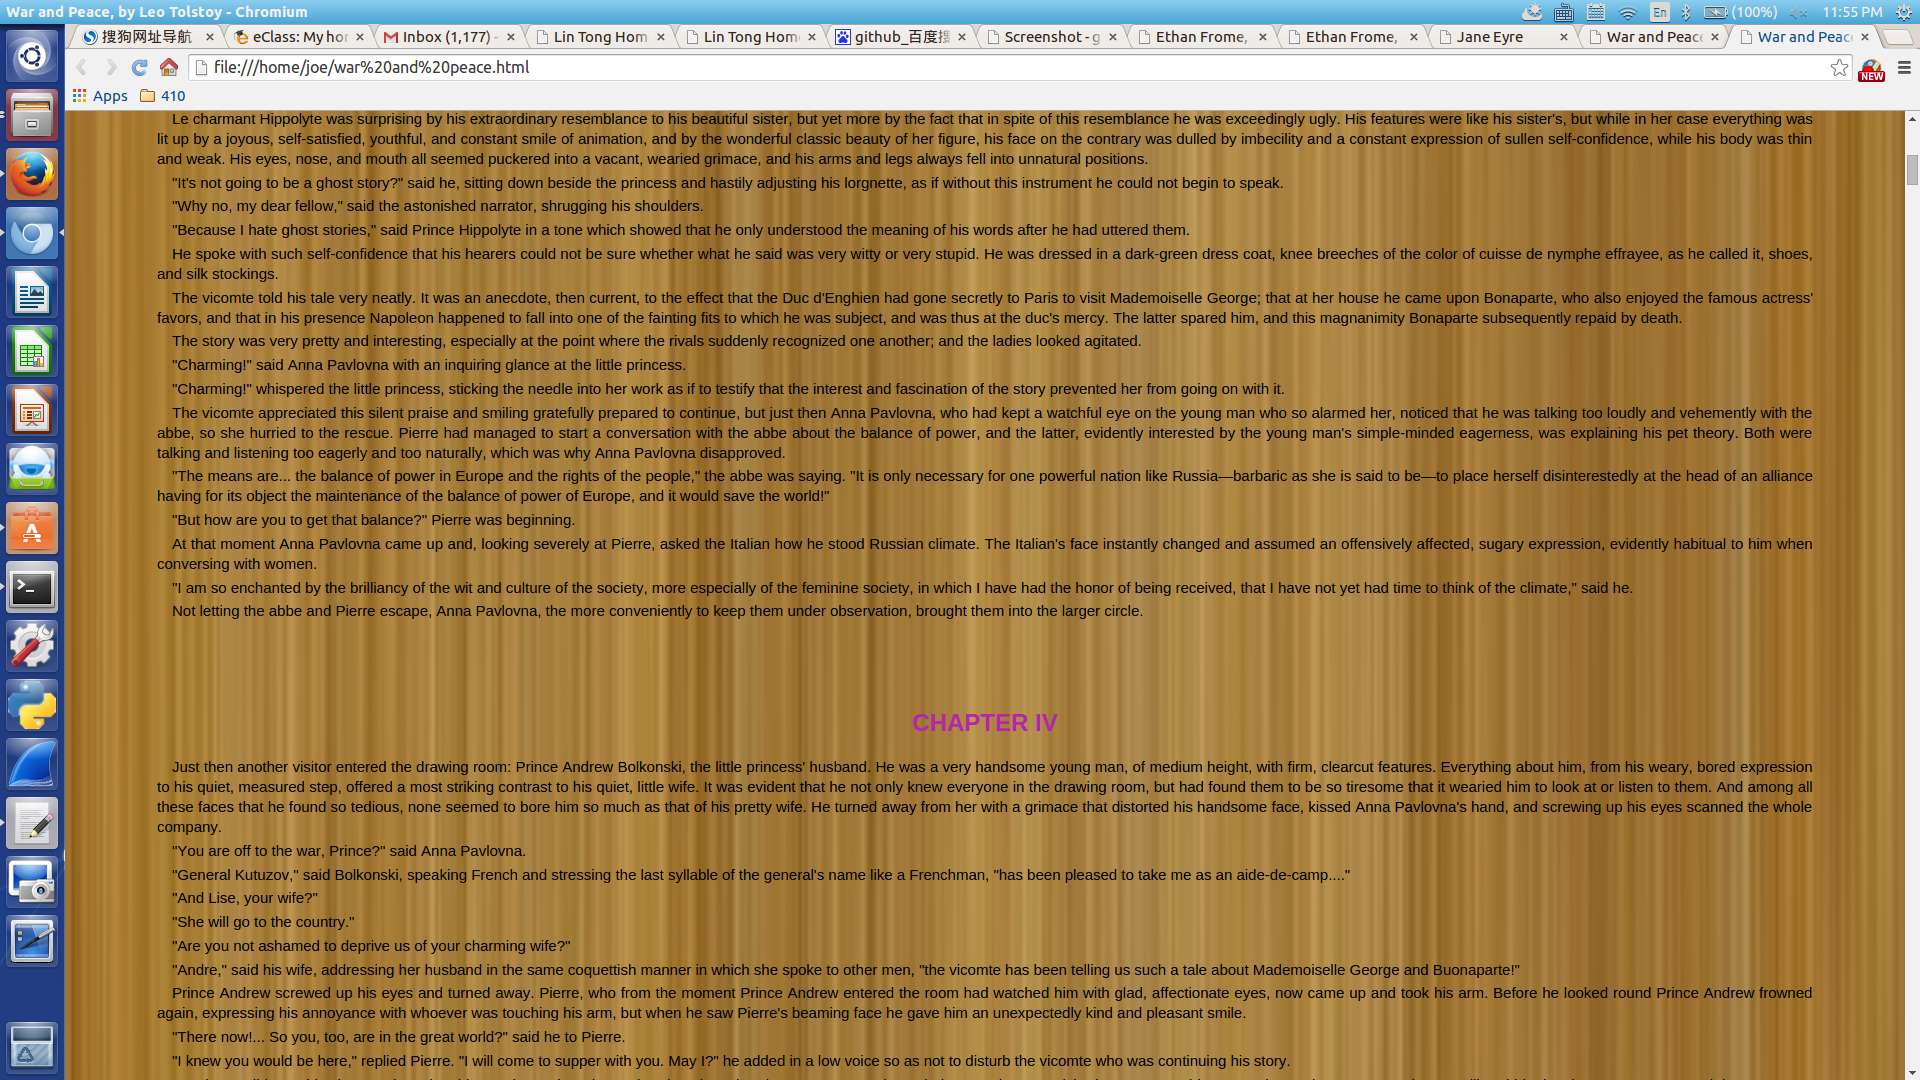 War and Peace, by Leo Tolstoy - Chromium
En
(100%)
11:55 PM
搜狗网址导航
eClass: My hor
Inbox (1,177) -
Lin Tong Hom
Lin Tong Hom
github_百度搜
Screenshot - g
Ethan Frome,
Ethan Frome,
Jane Eyre
War and Peace
War and Peace
file:///home/joe/war%20and%20peace.html
NEW
Apps
410
Le charmant Hippolyte was surprising by his extraordinary resemblance to his beautiful sister, but yet more by the fact that in spite of this resemblance he was exceedingly ugly. His features were like his sister's, but while in her case everything was
lit up by a joyous, self-satisfied, youthful, and constant smile of animation, and by the wonderful classic beauty of her figure, his face on the contrary was dulled by imbecility and a constant expression of sullen self-confidence, while his body was thin
and weak. His eyes, nose, and mouth all seemed puckered into a vacant, wearied grimace, and his arms and legs always fell into unnatural positions.
"It's not going to be a ghost story?" said he, sitting down beside the princess and hastily adjusting his lorgnette, as if without this instrument he could not begin to speak.
"Why no, my dear fellow," said the astonished narrator, shrugging his shoulders.
"Because I hate ghost stories," said Prince Hippolyte in a tone which showed that he only understood the meaning of his words after he had uttered them.
He spoke with such self-confidence that his hearers could not be sure whether what he said was very witty or very stupid. He was dressed in a dark-green dress coat, knee breeches of the color of cuisse de nymphe effrayee, as he called it, shoes,
and silk stockings.
The vicomte told his tale very neatly. It was an anecdote, then current, to the effect that the Duc d'Enghien had gone secretly to Paris to visit Mademoiselle George; that at her house he came upon Bonaparte, who also enjoyed the famous actress'
favors, and that in his presence Napoleon happened to fall into one of the fainting fits to which he was subject, and was thus at the duc's mercy. The latter spared him, and this magnanimity Bonaparte subsequently repaid by death.
The story was very pretty and interesting, especially at the point where the rivals suddenly recognized one another; and the ladies looked agitated.
"Charming!" said Anna Pavlovna with an inquiring glance at the little princess.
"Charming!" whispered the little princess, sticking the needle into her work as if to testify that the interest and fascination of the story prevented her from going on with it.
The vicomte appreciated this silent praise and smiling gratefully prepared to continue, but just then Anna Pavlovna, who had kept a watchful eye on the young man who so alarmed her, noticed that he was talking too loudly and vehemently with the
abbe, so she hurried to the rescue. Pierre had managed to start a conversation with the abbe about the balance of power, and the latter, evidently interested by the young man's simple-minded eagerness, was explaining his pet theory. Both were
talking and listening too eagerly and too naturally, which was why Anna Pavlovna disapproved.
"The means are... the balance of power in Europe and the rights of the people," the abbe was saying. "It is only necessary for one powerful nation like Russia—barbaric as she is said to be—to place herself disinterestedly at the head of an alliance
having for its object the maintenance of the balance of power of Europe, and it would save the world!"
"But how are you to get that balance?" Pierre was beginning.
At that moment Anna Pavlovna came up and, looking severely at Pierre, asked the Italian how he stood Russian climate. The Italian's face instantly changed and assumed an offensively affected, sugary expression, evidently habitual to him when
conversing with women.
"I am so enchanted by the brilliancy of the wit and culture of the society, more especially of the feminine society, in which I have had the honor of being received, that I have not yet had time to think of the climate," said he.
Not letting the abbe and Pierre escape, Anna Pavlovna, the more conveniently to keep them under observation, brought them into the larger circle.
CHAPTER IV
Just then another visitor entered the drawing room: Prince Andrew Bolkonski, the little princess' husband. He was a very handsome young man, of medium height, with firm, clearcut features. Everything about him, from his weary, bored expression
to his quiet, measured step, offered a most striking contrast to his quiet, little wife. It was evident that he not only knew everyone in the drawing room, but had found them to be so tiresome that it wearied him to look at or listen to them. And among all
these faces that he found so tedious, none seemed to bore him so much as that of his pretty wife. He turned away from her with a grimace that distorted his handsome face, kissed Anna Pavlovna's hand, and screwing up his eyes scanned the whole
company.
"You are off to the war, Prince?" said Anna Pavlovna.
"General Kutuzov," said Bolkonski, speaking French and stressing the last syllable of the general's name like a Frenchman, "has been pleased to take me as an aide-de-camp...."
"And Lise, your wife?"
"She will go to the country."
"Are you not ashamed to deprive us of your charming wife?"
"Andre," said his wife, addressing her husband in the same coquettish manner in which she spoke to other men, "the vicomte has been telling us such a tale about Mademoiselle George and Buonaparte!"
Prince Andrew screwed up his eyes and turned away. Pierre, who from the moment Prince Andrew entered the room had watched him with glad, affectionate eyes, now came up and took his arm. Before he looked round Prince Andrew frowned
again, expressing his annoyance with whoever was touching his arm, but when he saw Pierre's beaming face he gave him an unexpectedly kind and pleasant smile.
"There now!... So you, too, are in the great world?" said he to Pierre.
"I knew you would be here," replied Pierre. "I will come to supper with you. May I?" he added in a low voice so as not to disturb the vicomte who was continuing his story.